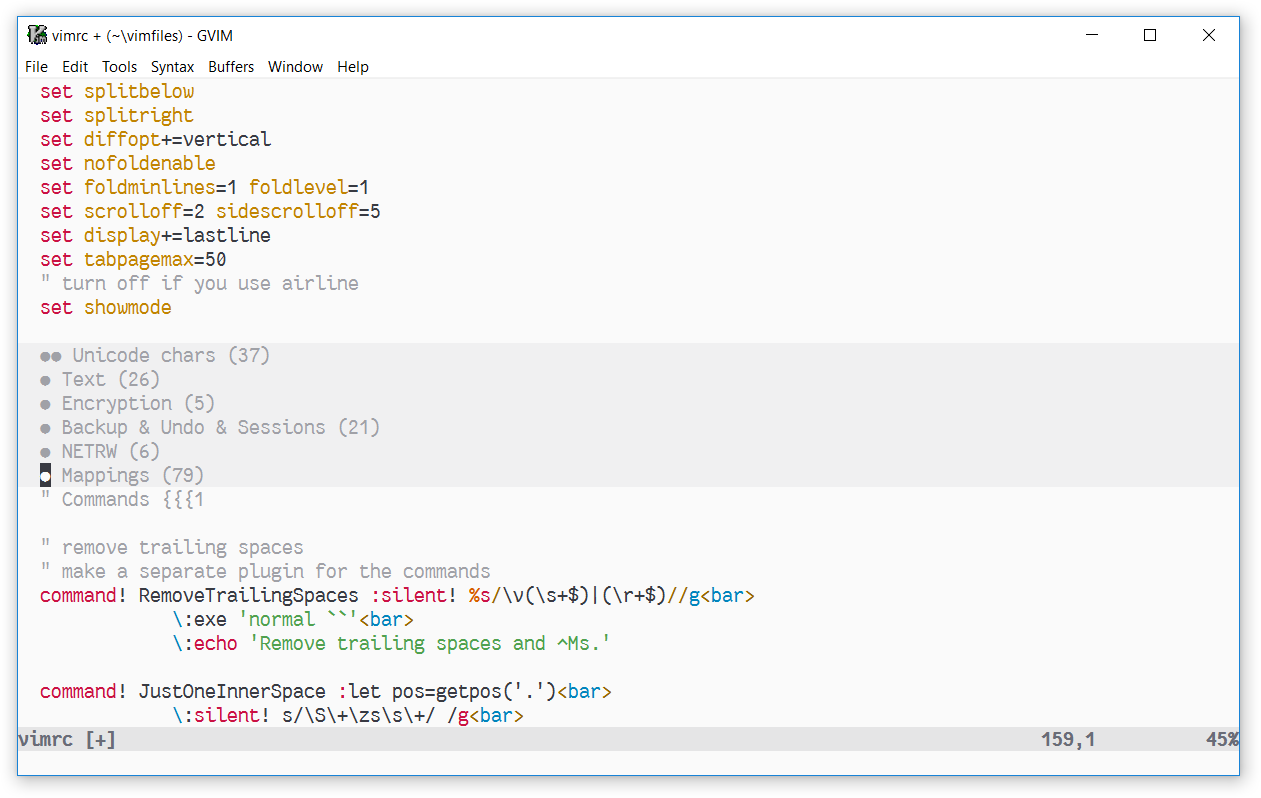 vimrc + (~\vimfiles) - GVIM
File Edit Tools Syntax Buffers Window Help
set splitbelow
set splitright
set diffopt+=vertical
set nofoldenable
set foldminlines=1 foldlevel=1
set scrolloff=2 sidescrolloff=5
set display+=lastline
set tabpagemax=50
" turn off if you use airline
set showmode
●● Unicode chars (37)
● Text (26)
● Encryption (5)
● Backup & Undo & Sessions (21)
● NETRW (6)
● Mappings (79)
" Commands {{{1
" remove trailing spaces
" make a separate plugin for the commands
command! RemoveTrailingSpaces :silent! %s/\v(\s+$)|(\r+$)//g<bar>
\:exe 'normal ``'<bar>
\:echo 'Remove trailing spaces and ^Ms.'
command! JustOneInnerSpace :let pos=getpos('.')<bar>
\:silent! s/\S\+\zs\s\+/ /g<bar>
vimrc [+] 159,1 45%